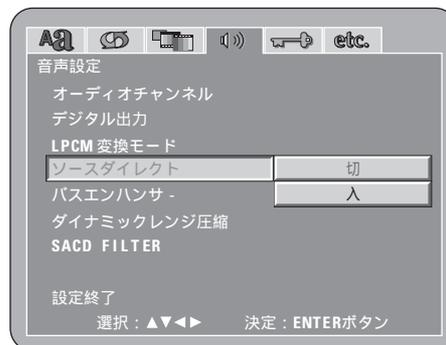 Aa etc.
音声設定
オーディオチャンネル
デジタル出力
LPCM 変換モード
ソースダイレクト 切
バスエンハンサ - 入
ダイナミックレンジ圧縮
SACD FILTER
設定終了
選択：▲▼◀▶ 決定：ENTERボタン